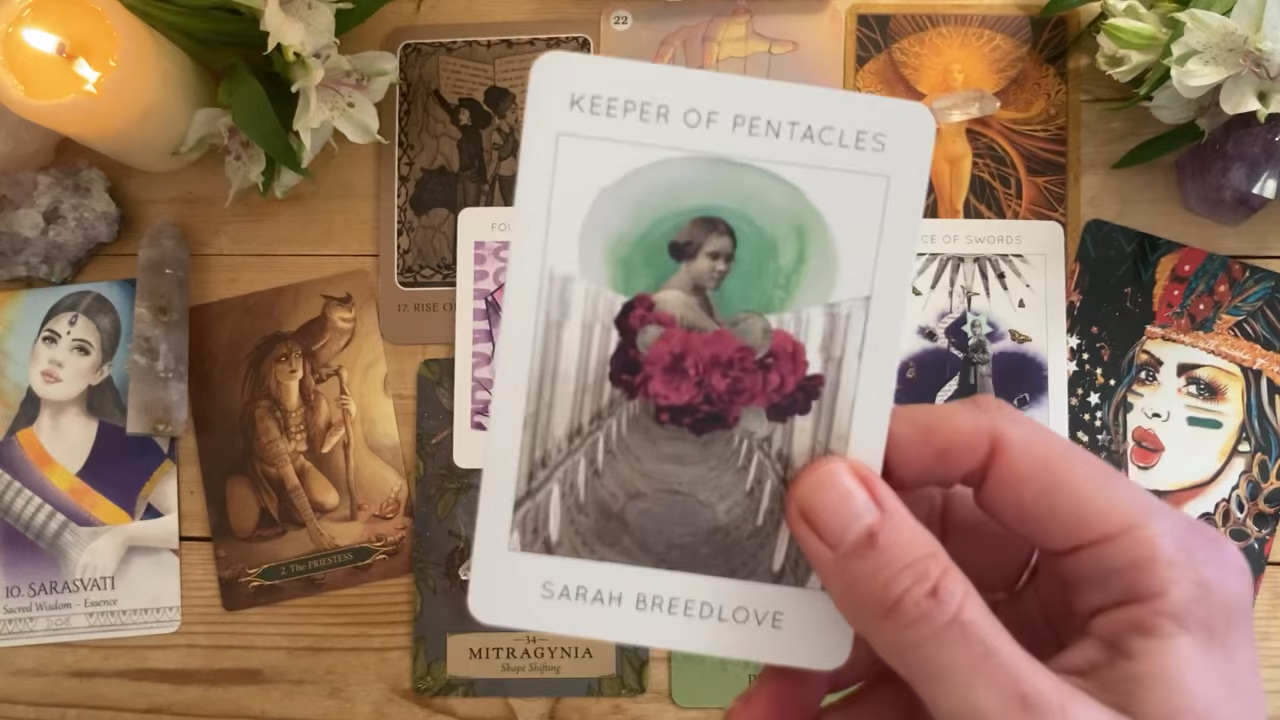 22
KEEPER OF PENTACLES
17. RISE OF
CE OF SWORDS
10. SARASVATI
Sacred Wisdom – Essence
2. The PRIESTESS
SARAH BREEDLOVE
34
MITRAGYNIA
Shape Shifting